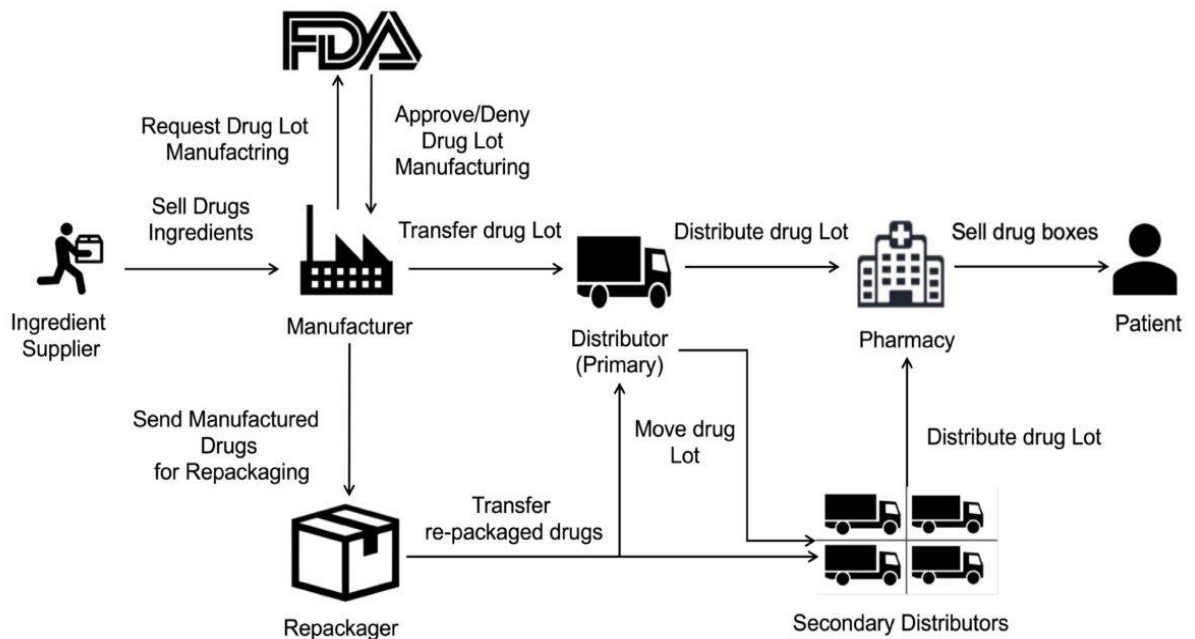 FDA
Request Drug Lot
Manufactring
Approve/Deny
Drug Lot
Manufacturing
Sell Drugs
Ingredients
Transfer drug Lot
Distribute drug Lot
Sell drug boxes
Ingredient
Supplier
Manufacturer
Distributor
(Primary)
Pharmacy
Patient
Send Manufactured
Drugs
for Repackaging
Move drug
Lot
Distribute drug Lot
Transfer
re-packaged drugs
Repackager
Secondary Distributors